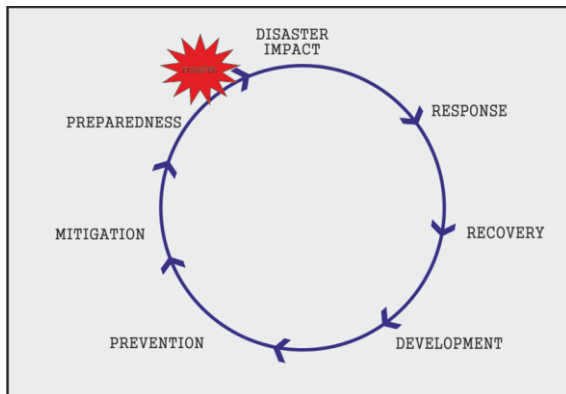 DISASTER
IMPACT
RESPONSE
RECOVERY
DEVELOPMENT
PREVENTION
MITIGATION
PREPAREDNESS